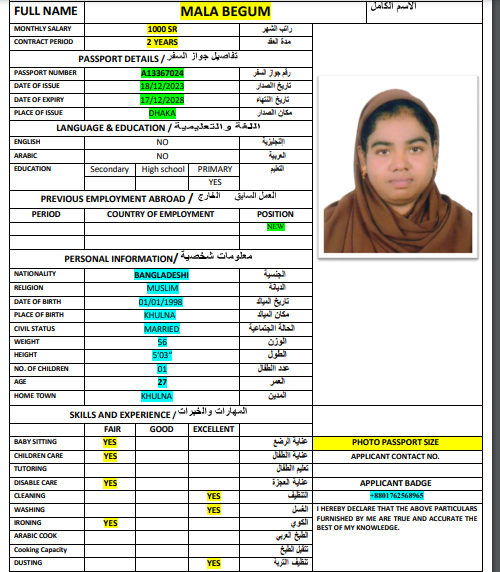 FULL NAME MALA BEGUM الاسم الكامل
MONTHLY SALARY 1000 SR راتب الشهر
CONTRACT PERIOD 2 YEARS مدة العقد
PASSPORT DETAILS / تفاصيل جواز السفر
PASSPORT NUMBER A13367024 رقم جواز السفر
DATE OF ISSUE 18/12/2023 تاريخ الصدار
DATE OF EXPIRY 17/12/2028 تاريخ النتهاء
PLACE OF ISSUE DHAKA مكان الصدار
LANGUAGE & EDUCATION / اللغة والتعليمية
ENGLISH NO النجليزية
ARABIC NO العربية
EDUCATION Secondary High school PRIMARY التعليم
YES
PREVIOUS EMPLOYMENT ABROAD / العمل السابق الخارج
PERIOD COUNTRY OF EMPLOYMENT POSITION
NEW
PERSONAL INFORMATION/ معلومات شخصية
NATIONALITY BANGLADESHI الجنسية
RELIGION MUSLIM الديانة
DATE OF BIRTH 01/01/1998 تاريخ الميلد
PLACE OF BIRTH KHULNA مكان الميلد
CIVIL STATUS MARRIED الحالة الجتماعية
WEIGHT 56 الوزن
HEIGHT 5'03" الطول
NO. OF CHILDREN 01 عدد الطفال
AGE 27 العمر
HOME TOWN KHULNA المدين
SKILLS AND EXPERIENCE / المهارات والخبرات
FAIR GOOD EXCELLENT
BABY SITTING YES عناية الرضع PHOTO PASSPORT SIZE
CHILDREN CARE YES عناية الطفال APPLICANT CONTACT NO.
TUTORING تعليم الطفال
DISABLE CARE YES عناية العجزة APPLICANT BADGE
CLEANING YES التنظيف +8801762568965
WASHING YES الغسل I HEREBY DECLARE THAT THE ABOVE PARTICULARS
IRONING YES الكوي FURNISHED BY ME ARE TRUE AND ACCURATE THE
ARABIC COOK الطبخ العربي BEST OF MY KNOWLEDGE.
Cooking Capacity تتقبل الطبخ
DUSTING YES تنظيف التربة